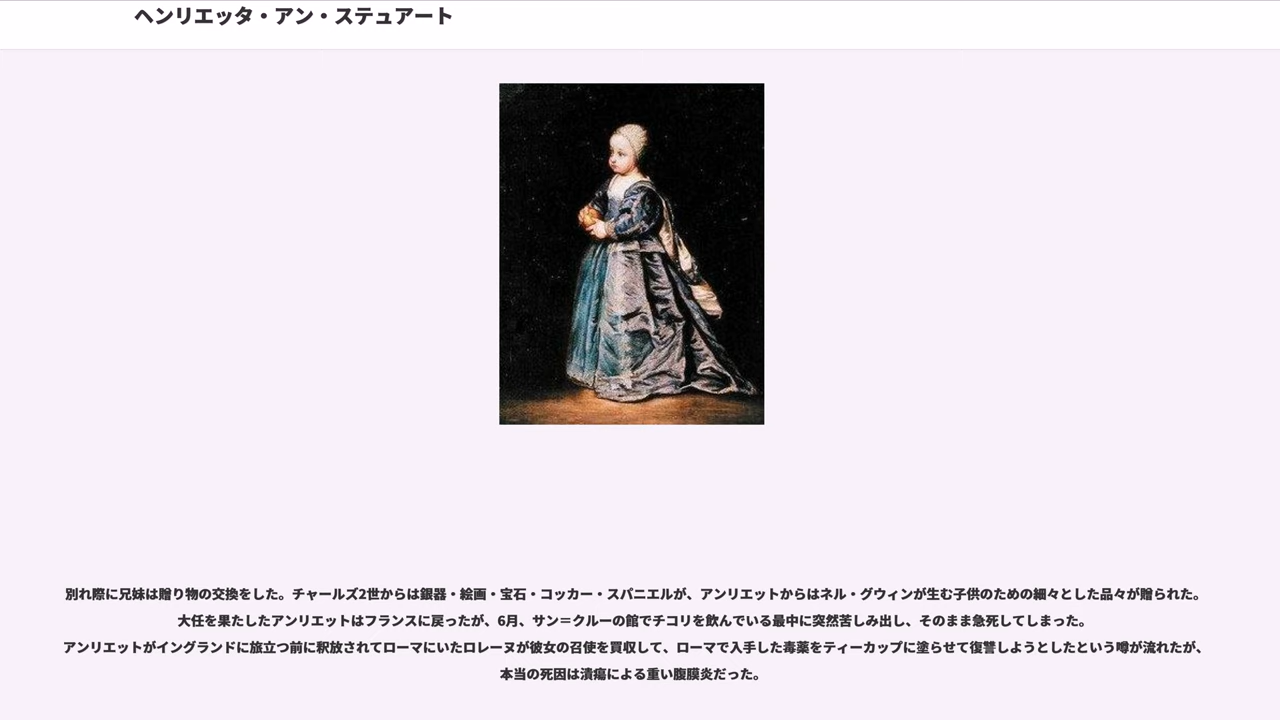 ヘンリエッタ・アン・ステュアート
別れ際に兄妹は贈り物の交換をした。チャールズ2世からは銀器・絵画・宝石・コッカー・スパニエルが、アンリエットからはネル・グウィンが生む子供のための細々とした品々が贈られた。
大任を果たしたアンリエットはフランスに戻ったが、6月、サン＝クルーの館でチコリを飲んでいる最中に突然苦しみ出し、そのまま急死してしまった。
アンリエットがイングランドに旅立つ前に釈放されてローマにいたロレーヌが彼女の召使を買収して、ローマで入手した毒薬をティーカップに塗らせて復讐しようとしたという噂が流れたが、
本当の死因は潰瘍による重い腹膜炎だった。